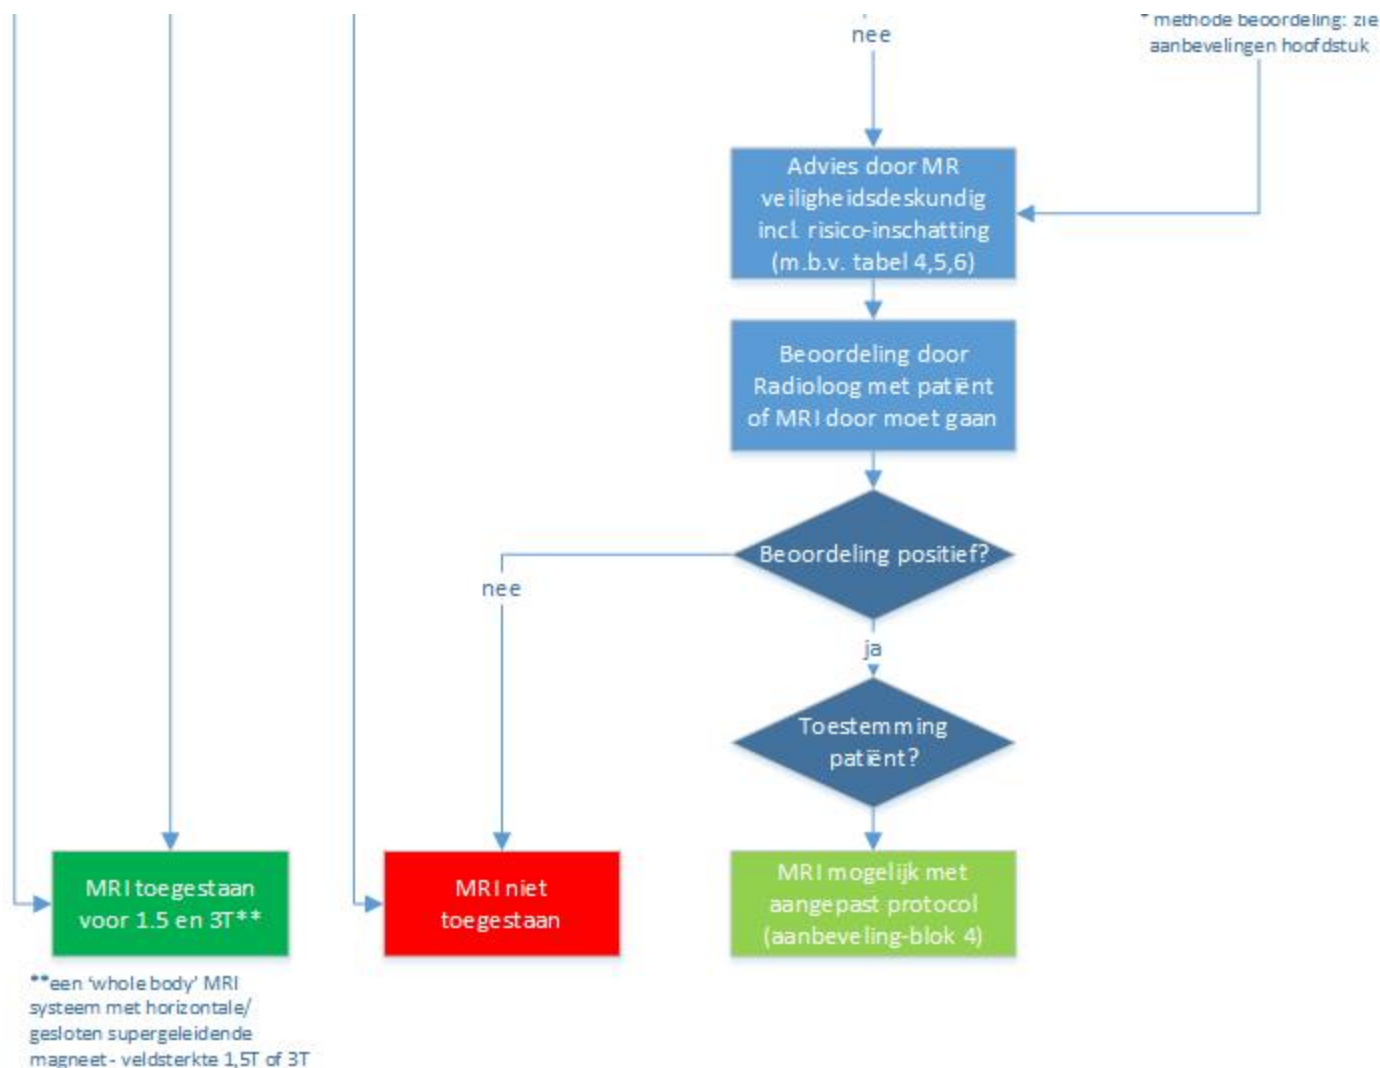 nee
* methode beoordeling: zie
aanbevelingen hoofdstuk
Advies door MR
veiligheidsdeskundig
incl. risico-inschatting
(m.b.v. tabel 4,5,6)
Beoordeling door
Radioloog met patiënt
of MRI door moet gaan
Beoordeling positief?
nee
ja
Toestemming
patiënt?
MRI toegestaan
voor 1.5 en 3T**
MRI niet
toegestaan
MRI mogelijk met
aangepast protocol
(aanbeveling-blok 4)
**een ‘whole body’ MRI
systeem met horizontale/
gesloten supergeleidende
magneet - veldsterkte 1,5T of 3T